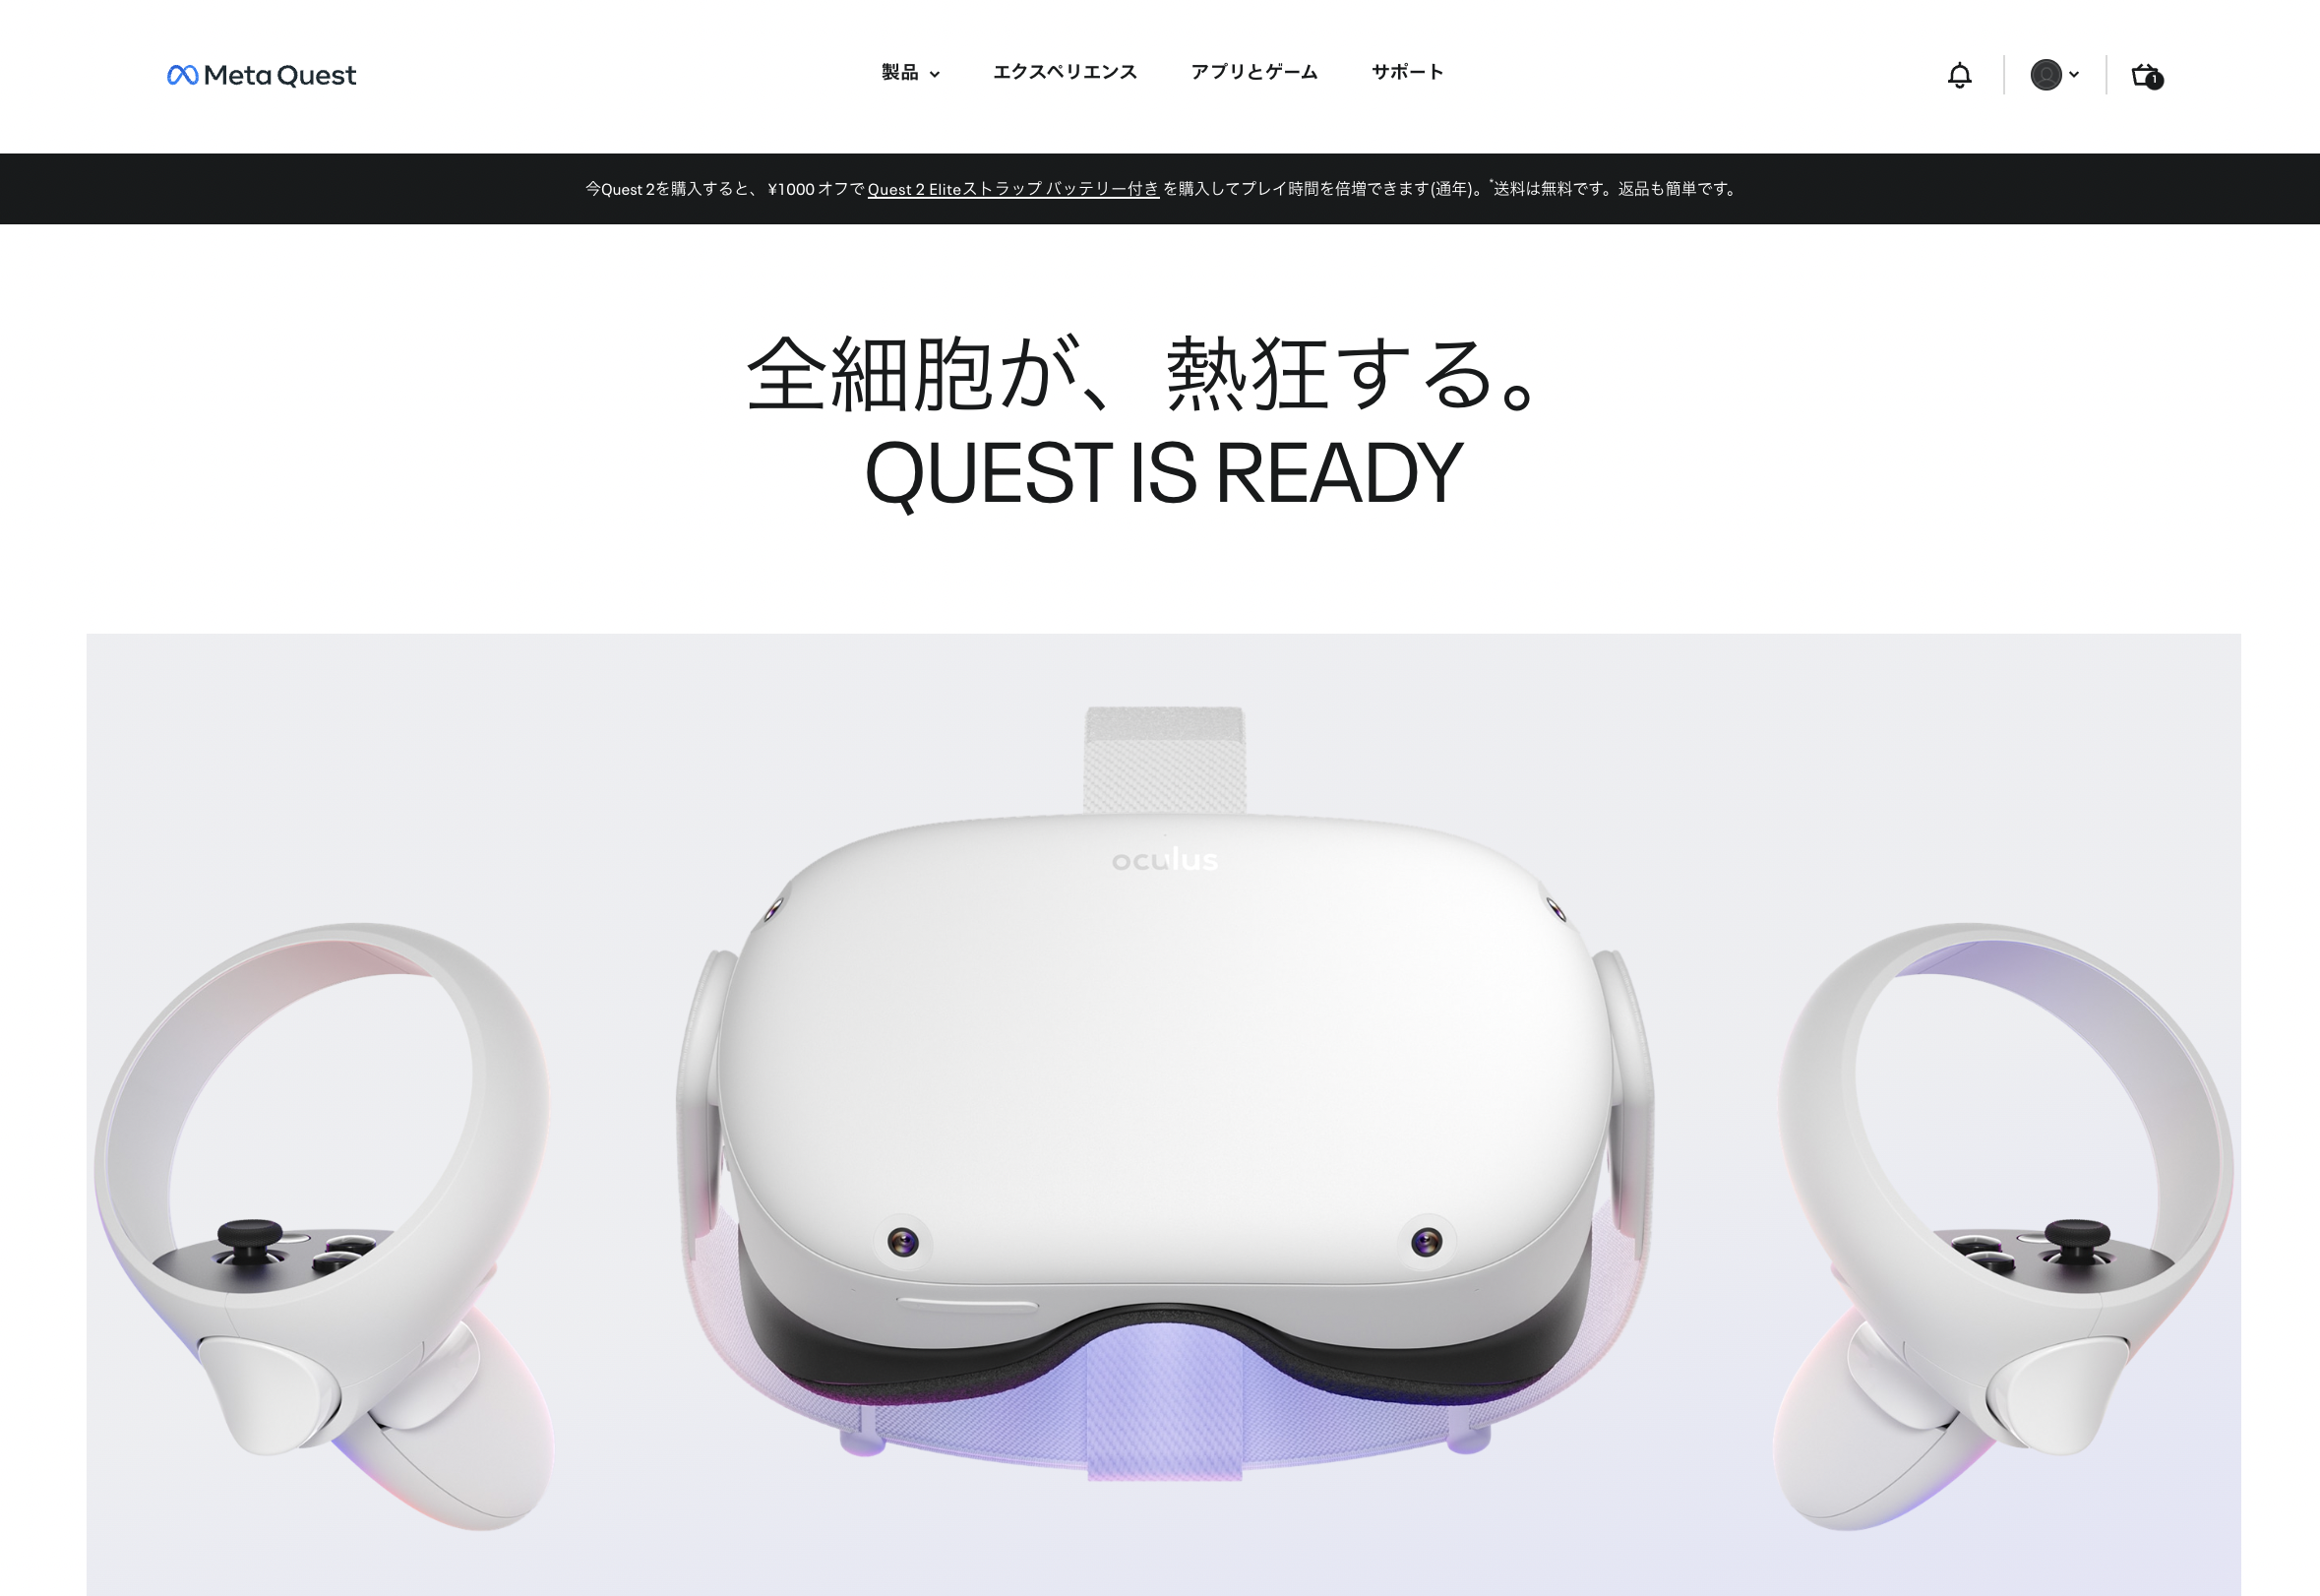 Meta Quest
製品
エクスペリエンス
アプリとゲーム
サポート
1
今Quest 2を購入すると、 ¥1000 オフで Quest 2 Eliteストラップ バッテリー付き を購入してプレイ時間を倍増できます(通年)。*送料は無料です。返品も簡単です。
全細胞が、熱狂する。
QUEST IS READY
oculus